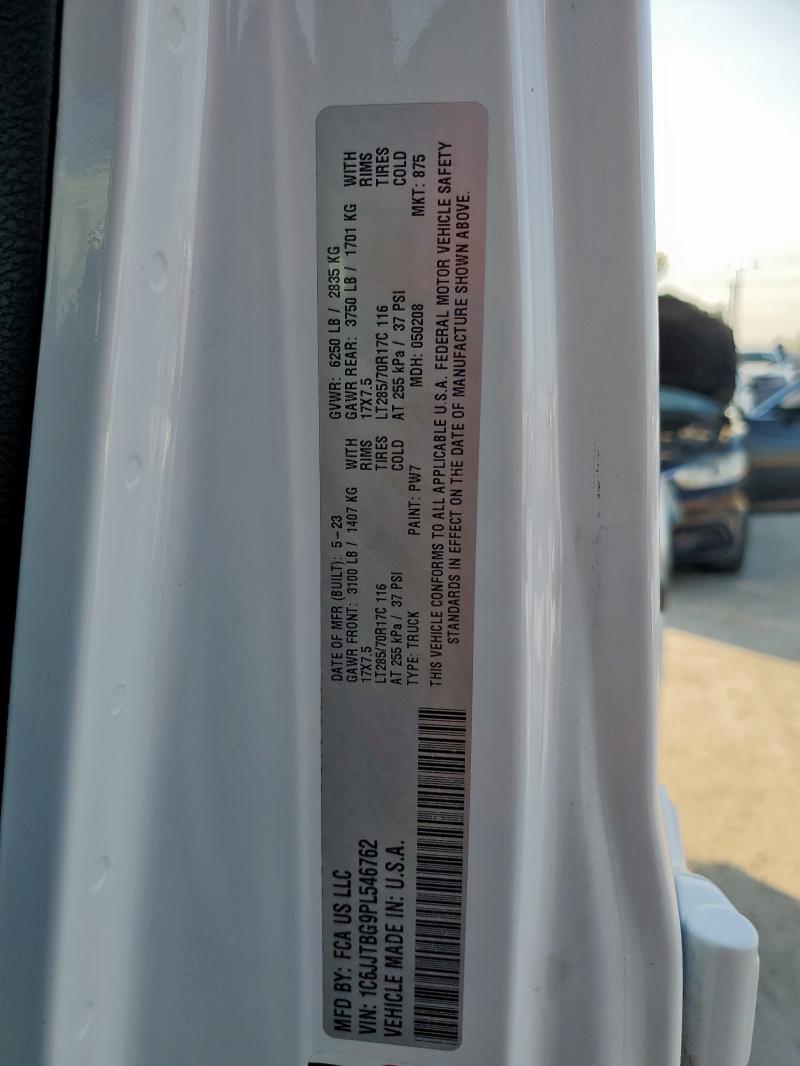 MFD BY: FCA US LLC
VIN: 1C6JJTBG9PL546762
VEHICLE MADE IN: U.S.A.
DATE OF MFR (BUILT): 5-23 GVWR: 6250 LB / 2835 KG
GAWR FRONT: 3100 LB / 1407 KG WITH GAWR REAR: 3750 LB / 1701 KG WITH
17X7.5 RIMS 17X7.5 RIMS
LT285/70R17C 116 TIRES LT285/70R17C 116 TIRES
AT 255 kPa / 37 PSI COLD AT 255 kPa / 37 PSI COLD
TYPE: TRUCK PAINT: PW7 MDH: 050208 MKT: 875
THIS VEHICLE CONFORMS TO ALL APPLICABLE U.S.A. FEDERAL MOTOR VEHICLE SAFETY
STANDARDS IN EFFECT ON THE DATE OF MANUFACTURE SHOWN ABOVE.